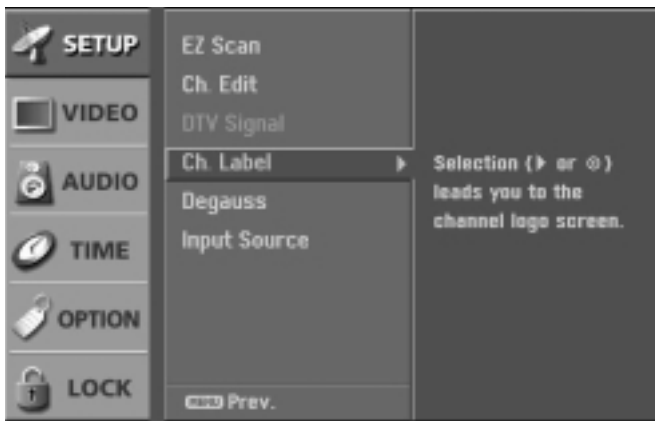 SETUP
VIDEO
AUDIO
TIME
OPTION
LOCK
EZ Scan
Ch. Edit
DTV Signal
Ch. Label
Degauss
Input Source
MENU Prev.
Selection (▶ or ⊙)
leads you to the
channel logo screen.